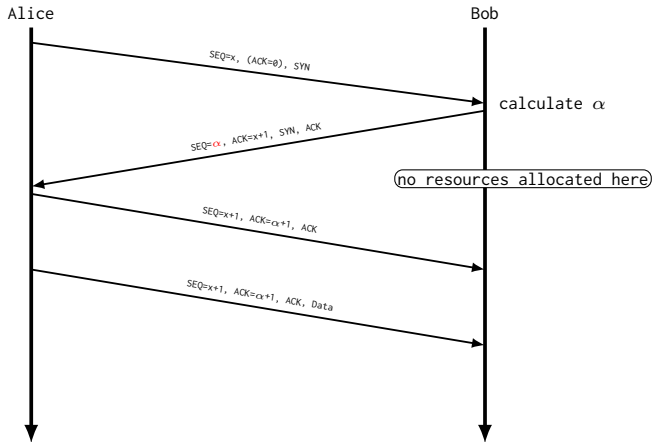 Alice
Bob
SEQ=x, (ACK=0), SYN
calculate α
SEQ=α, ACK=x+1, SYN, ACK
no resources allocated here
SEQ=x+1, ACK=α+1, ACK
SEQ=x+1, ACK=α+1, ACK, Data